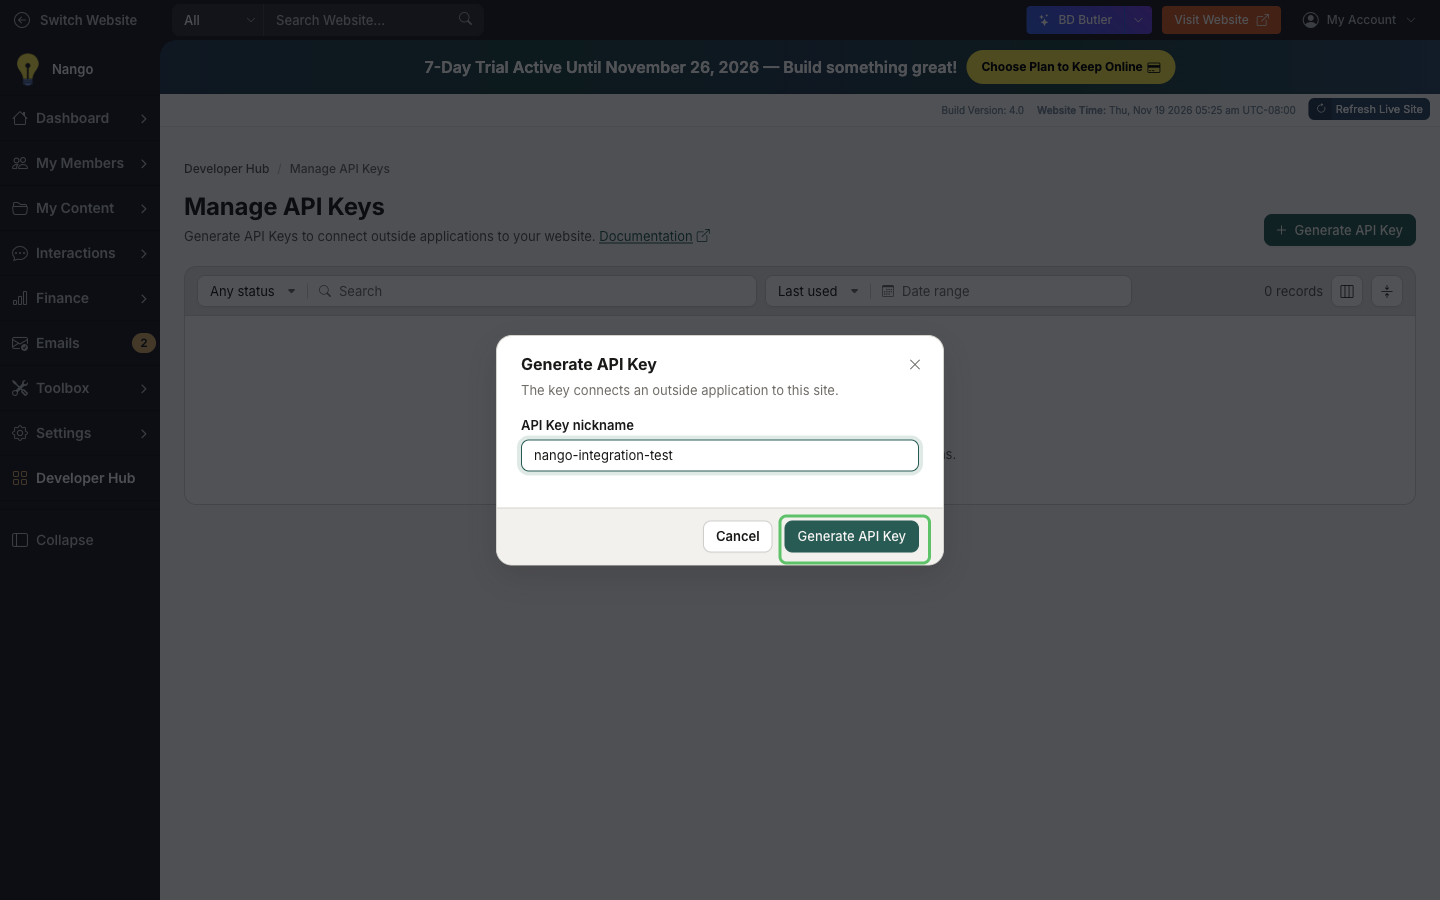 Switch Website
All
Search Website...
BD Butler
Visit Website
My Account
Nango
7-Day Trial Active Until November 26, 2026 — Build something great!
Choose Plan to Keep Online
Build Version: 4.0
Website Time: Thu, Nov 19 2026 05:25 am UTC-08:00
Refresh Live Site
Dashboard
My Members
My Content
Interactions
Finance
Emails
2
Toolbox
Settings
Developer Hub
Collapse
Developer Hub / Manage API Keys
Manage API Keys
Generate API Keys to connect outside applications to your website. Documentation
+ Generate API Key
Any status
Search
Last used
Date range
0 records
Generate API Key
The key connects an outside application to this site.
API Key nickname
nango-integration-test
Cancel
Generate API Key